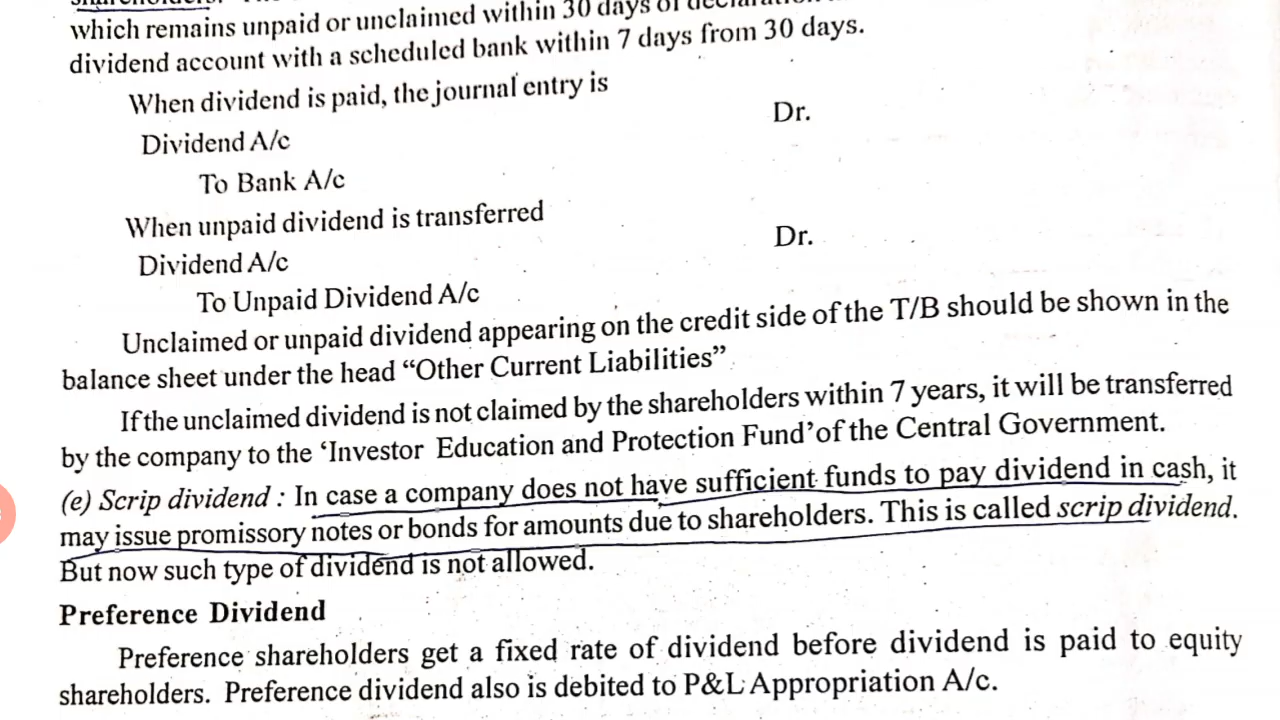 shareholders.
which remains unpaid or unclaimed within 30 days of declaration
dividend account with a scheduled bank within 7 days from 30 days.
When dividend is paid, the journal entry is
Dividend A/c Dr.
To Bank A/c
When unpaid dividend is transferred
Dividend A/c Dr.
To Unpaid Dividend A/c
Unclaimed or unpaid dividend appearing on the credit side of the T/B should be shown in the
balance sheet under the head “Other Current Liabilities”
If the unclaimed dividend is not claimed by the shareholders within 7 years, it will be transferred
by the company to the ‘Investor Education and Protection Fund’ of the Central Government.
(e) Scrip dividend : In case a company does not have sufficient funds to pay dividend in cash, it
may issue promissory notes or bonds for amounts due to shareholders. This is called scrip dividend.
But now such type of dividend is not allowed.
Preference Dividend
Preference shareholders get a fixed rate of dividend before dividend is paid to equity
shareholders. Preference dividend also is debited to P&L Appropriation A/c.